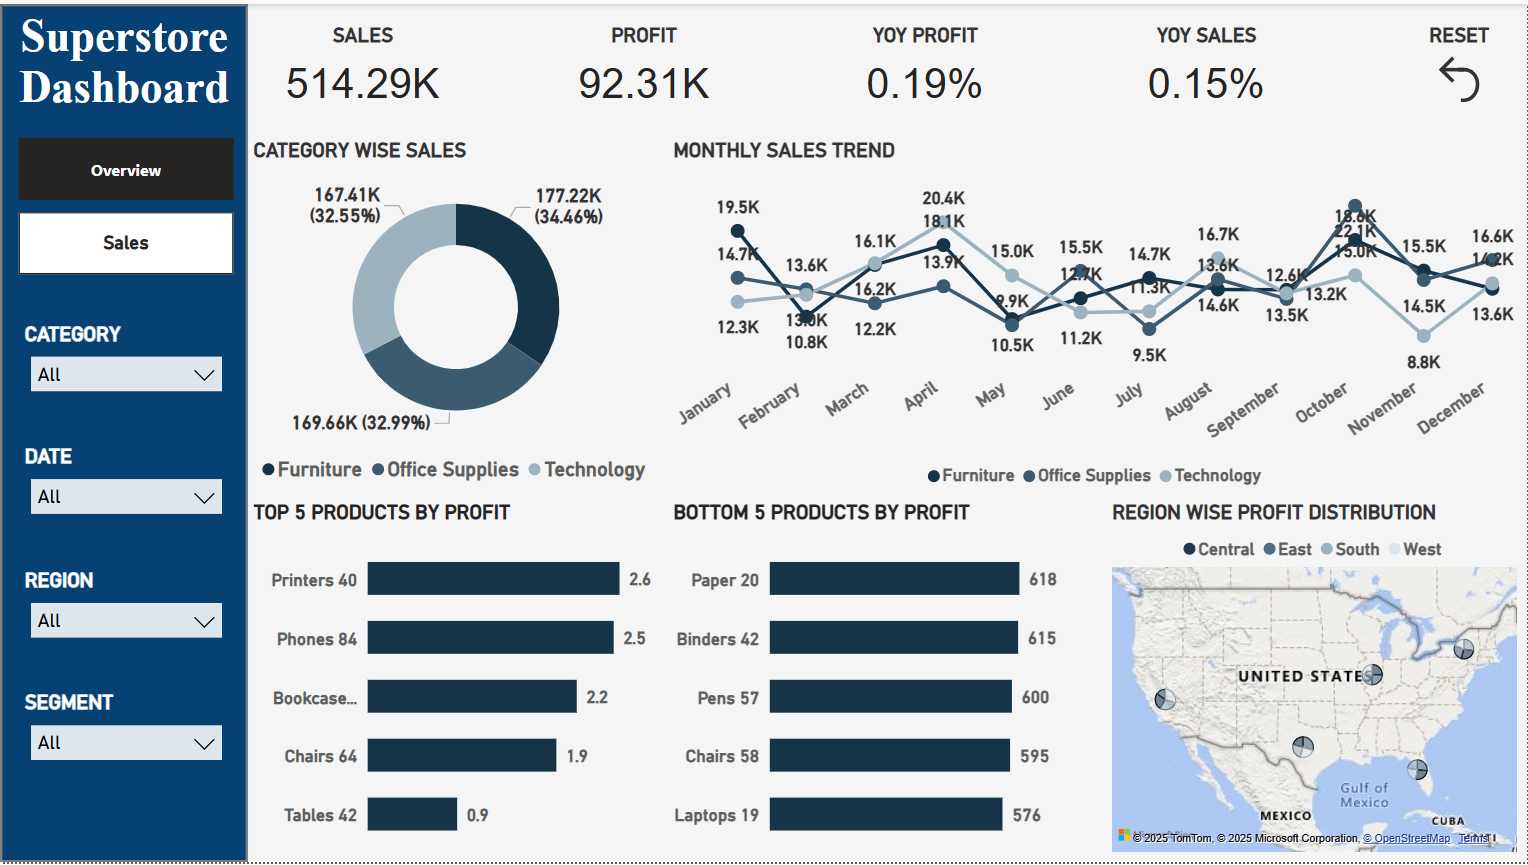 Superstore
Dashboard
Overview
Sales
CATEGORY
All
DATE
All
REGION
All
SEGMENT
All
SALES
514.29K
PROFIT
92.31K
YOY PROFIT
0.19%
YOY SALES
0.15%
RESET
CATEGORY WISE SALES
167.41K
(32.55%)
177.22K
(34.46%)
169.66K (32.99%)
Furniture Office Supplies Technology
MONTHLY SALES TREND
19.5K
14.7K
12.3K
13.6K
13.0K
10.8K
16.1K
16.2K
12.2K
20.4K
18.1K
13.9K
15.0K
9.9K
10.5K
15.5K
12.7K
11.2K
14.7K
11.3K
9.5K
16.7K
13.6K
14.6K
12.6K
13.2K
13.5K
18.6K
22.1K
15.0K
15.5K
14.5K
8.8K
16.6K
14.2K
13.6K
January
February
March
April
May
June
July
August
September
October
November
December
Furniture Office Supplies Technology
TOP 5 PRODUCTS BY PROFIT
Printers 40 2.6
Phones 84 2.5
Bookcase... 2.2
Chairs 64 1.9
Tables 42 0.9
BOTTOM 5 PRODUCTS BY PROFIT
Paper 20 618
Binders 42 615
Pens 57 600
Chairs 58 595
Laptops 19 576
REGION WISE PROFIT DISTRIBUTION
Central East South West
UNITED STATES
Gulf of
Mexico
MEXICO
CUBA
© 2025 TomTom, © 2025 Microsoft Corporation, © OpenStreetMap Terms